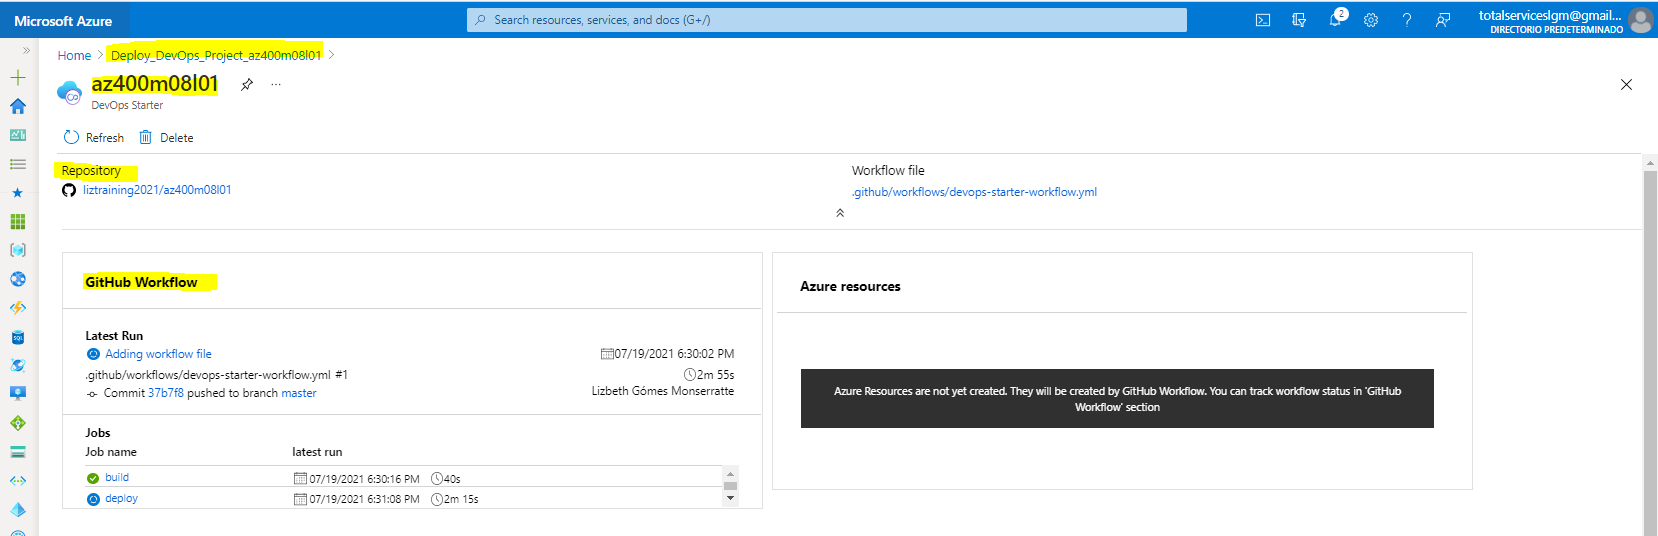 Microsoft Azure
Search resources, services, and docs (G+/)
2
totalserviceslgm@gmail...
DIRECTORIO PREDETERMINADO
Home > Deploy_DevOps_Project_az400m08l01 >
az400m08l01
...
DevOps Starter
Refresh
Delete
Repository
liztraining2021/az400m08l01
Workflow file
.github/workflows/devops-starter-workflow.yml
GitHub Workflow
Latest Run
Adding workflow file
07/19/2021 6:30:02 PM
.github/workflows/devops-starter-workflow.yml #1
2m 55s
Commit 37b7f8 pushed to branch master
Lizbeth Gómes Monserratte
Jobs
Job name
latest run
build
07/19/2021 6:30:16 PM
40s
deploy
07/19/2021 6:31:08 PM
2m 15s
Azure resources
Azure Resources are not yet created. They will be created by GitHub Workflow. You can track workflow status in 'GitHub
Workflow' section
SQL